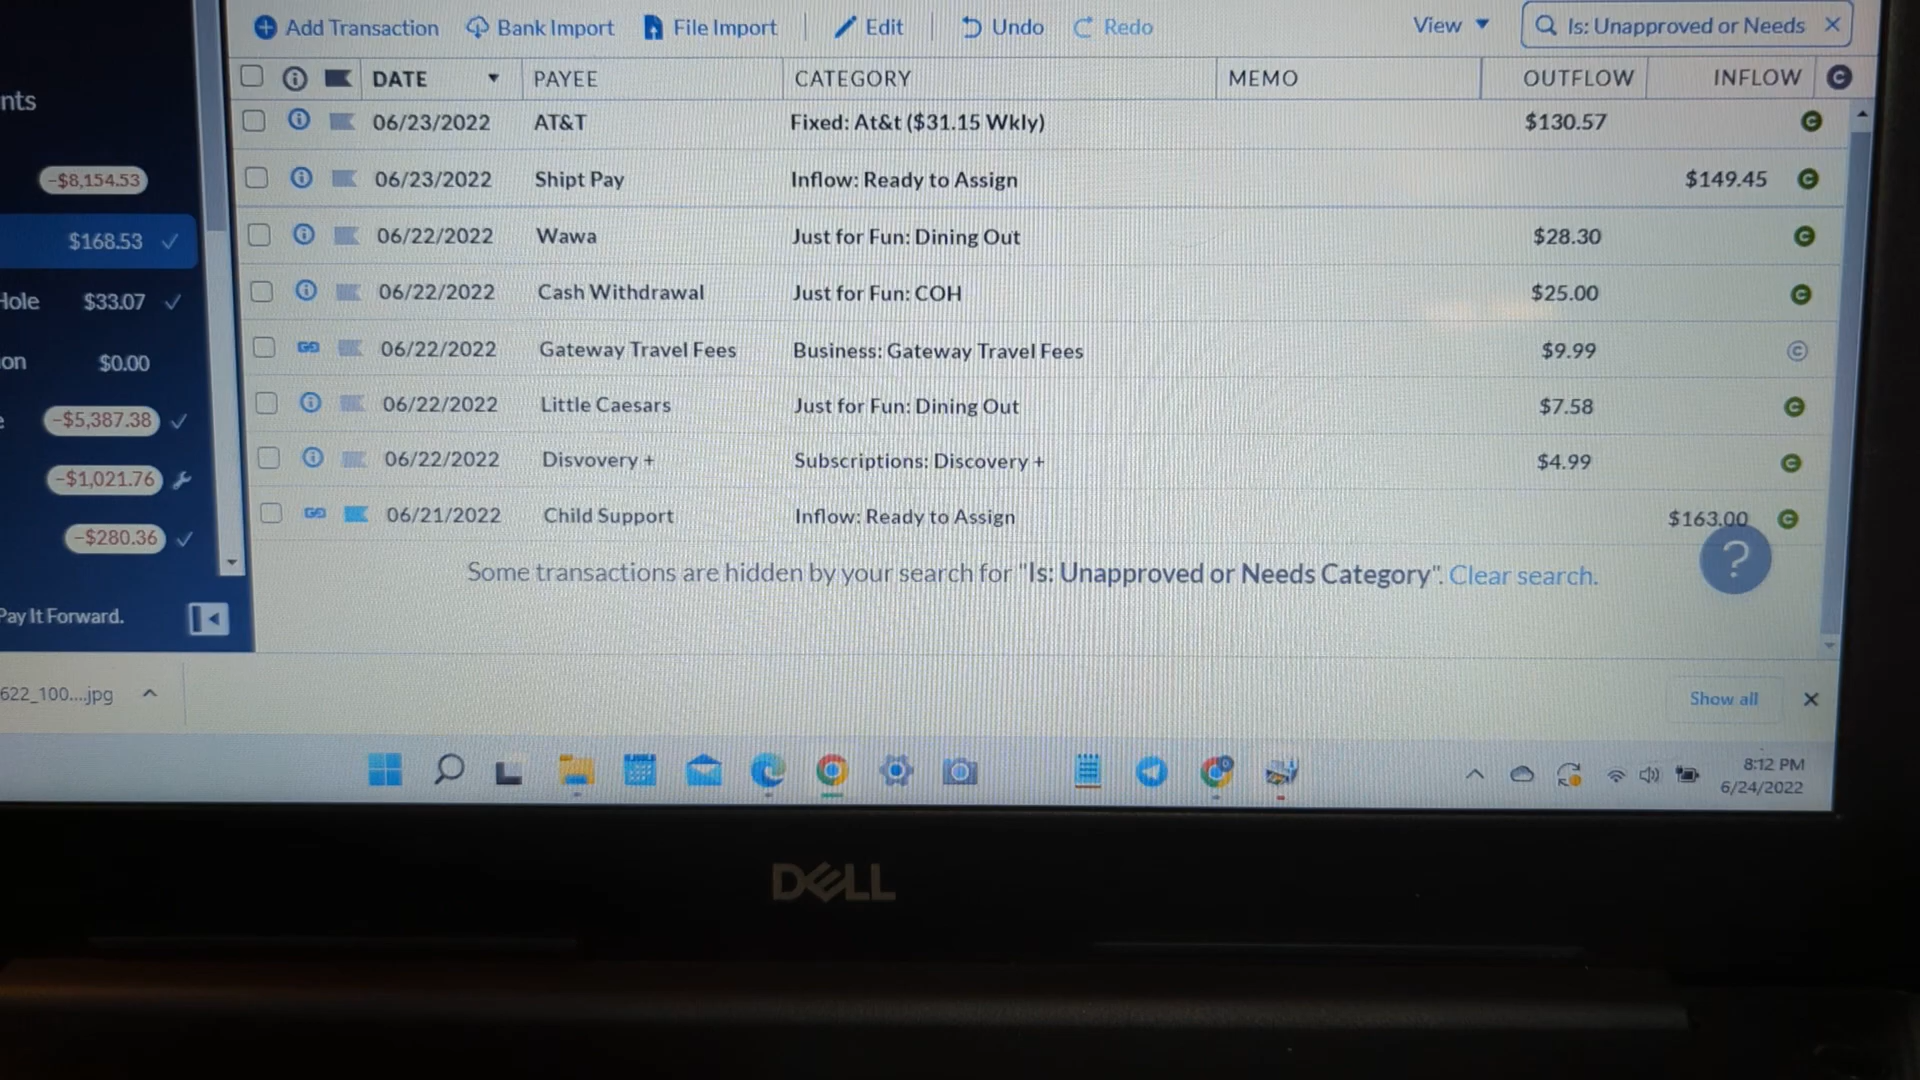 Add Transaction Bank Import File Import Edit Undo Redo View Is: Unapproved or Needs
DATE PAYEE CATEGORY MEMO OUTFLOW INFLOW
nts
06/23/2022 AT&T Fixed: At&t ($31.15 Wkly) $130.57
-$8,154.53
06/23/2022 Shipt Pay Inflow: Ready to Assign $149.45
$168.53
06/22/2022 Wawa Just for Fun: Dining Out $28.30
Hole $33.07
06/22/2022 Cash Withdrawal Just for Fun: COH $25.00
on $0.00
06/22/2022 Gateway Travel Fees Business: Gateway Travel Fees $9.99
e -$5,387.38
06/22/2022 Little Caesars Just for Fun: Dining Out $7.58
-$1,021.76
06/22/2022 Disvovery + Subscriptions: Discovery + $4.99
-$280.36
06/21/2022 Child Support Inflow: Ready to Assign $163.00
Some transactions are hidden by your search for "Is: Unapproved or Needs Category". Clear search.
?
Pay It Forward.
622_100....jpg
Show all
8:12 PM
6/24/2022
DELL